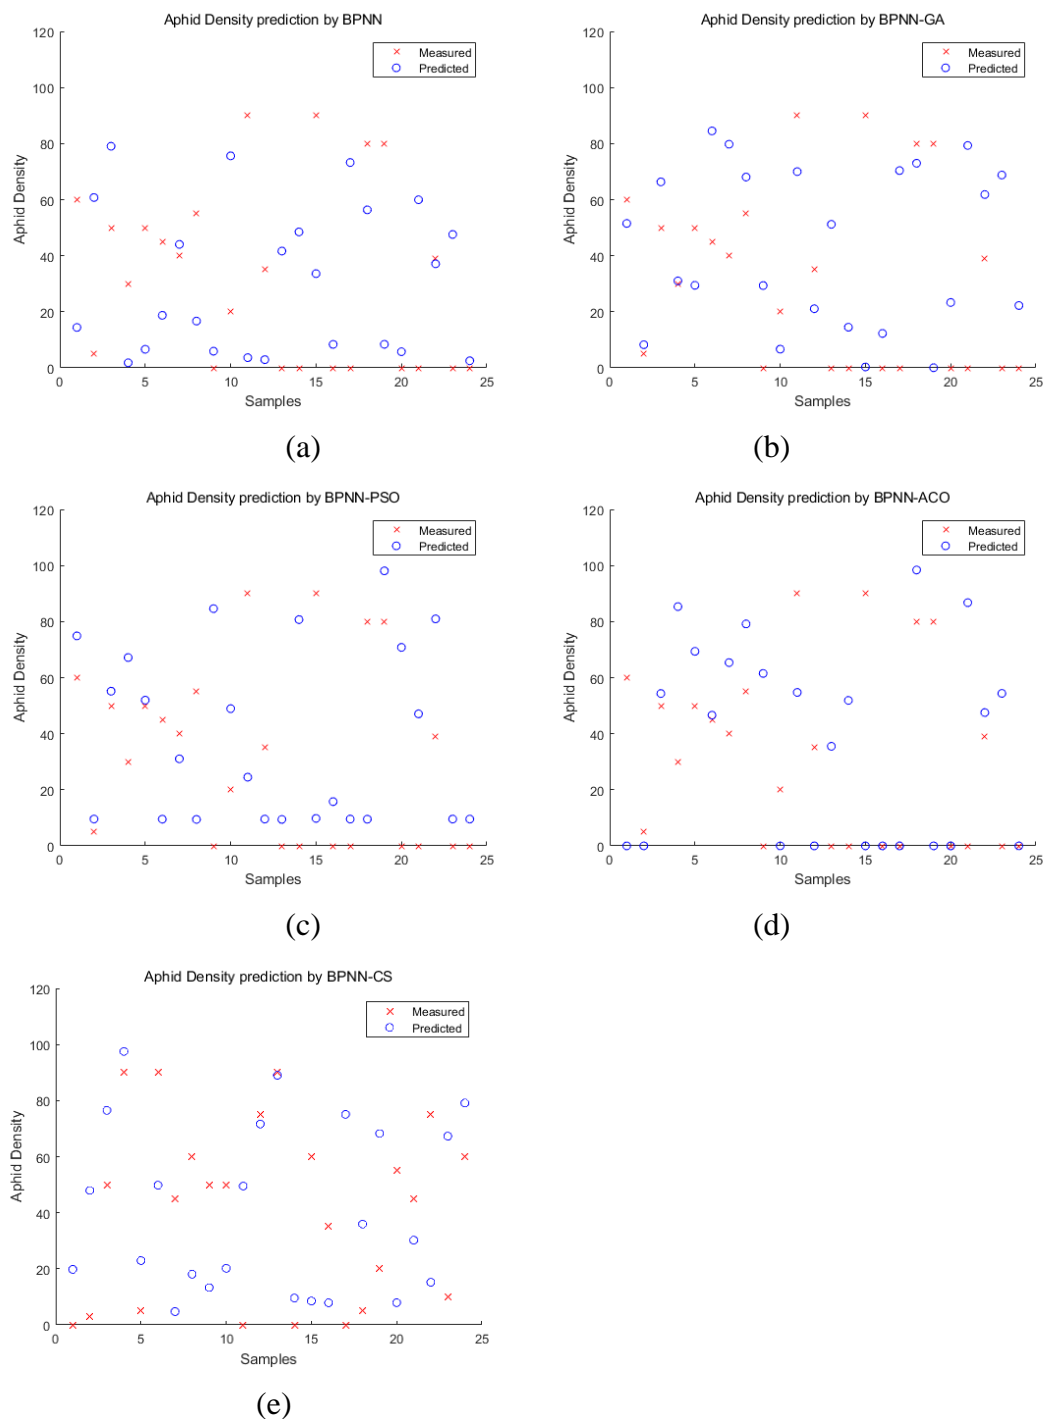 Aphid Density prediction by BPNN
120
Measured
Predicted
100
80
60
40
20
0
Aphid Density
0 5 10 15 20 25
Samples
(a)
Aphid Density prediction by BPNN-GA
120
Measured
Predicted
100
80
60
40
20
0
Aphid Density
0 5 10 15 20 25
Samples
(b)
Aphid Density prediction by BPNN-PSO
120
Measured
Predicted
100
80
60
40
20
0
Aphid Density
0 5 10 15 20 25
Samples
(c)
Aphid Density prediction by BPNN-ACO
120
Measured
Predicted
100
80
60
40
20
0
Aphid Density
0 5 10 15 20 25
Samples
(d)
Aphid Density prediction by BPNN-CS
120
Measured
Predicted
100
80
60
40
20
0
Aphid Density
0 5 10 15 20 25
Samples
(e)